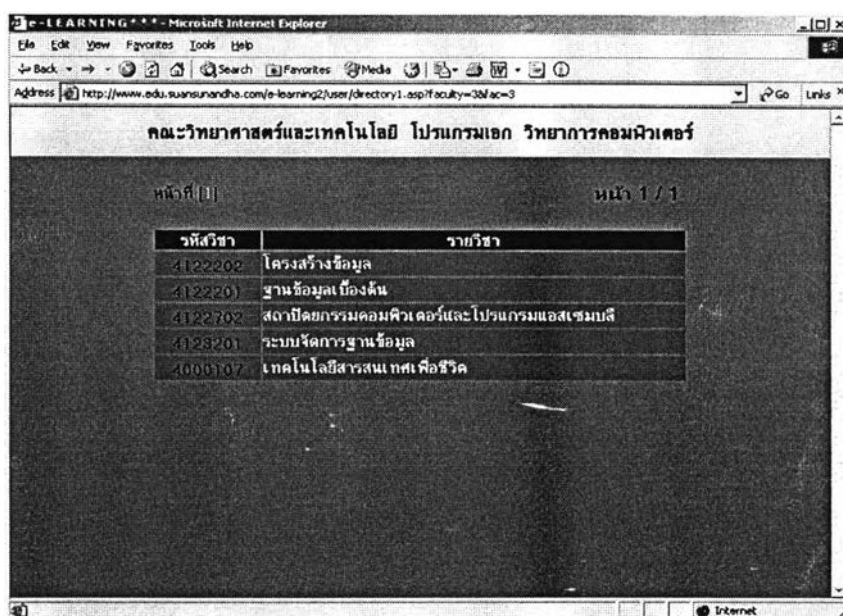 e-LEARNING * * * - Microsoft Internet Explorer
File Edit View Favorites Tools Help
Back Search Favorites Media
Address http://www.edu.suansunandha.com/e-learning2/user/directory1.asp?faculty=3&fac=3 Go Links
คณะวิทยาศาสตร์และเทคโนโลยี โปรแกรมเอก วิทยาการคอมพิวเตอร์
หน้าที่ [1] หน้า 1 / 1
รหัสวิชา รายวิชา
4122202 โครงสร้างข้อมูล
4122201 ฐานข้อมูลเบื้องต้น
4122702 สถาปัตยกรรมคอมพิวเตอร์และโปรแกรมแอสเซมบลี
4123201 ระบบจัดการฐานข้อมูล
4000107 เทคโนโลยีสารสนเทศเพื่อชีวิต
Internet